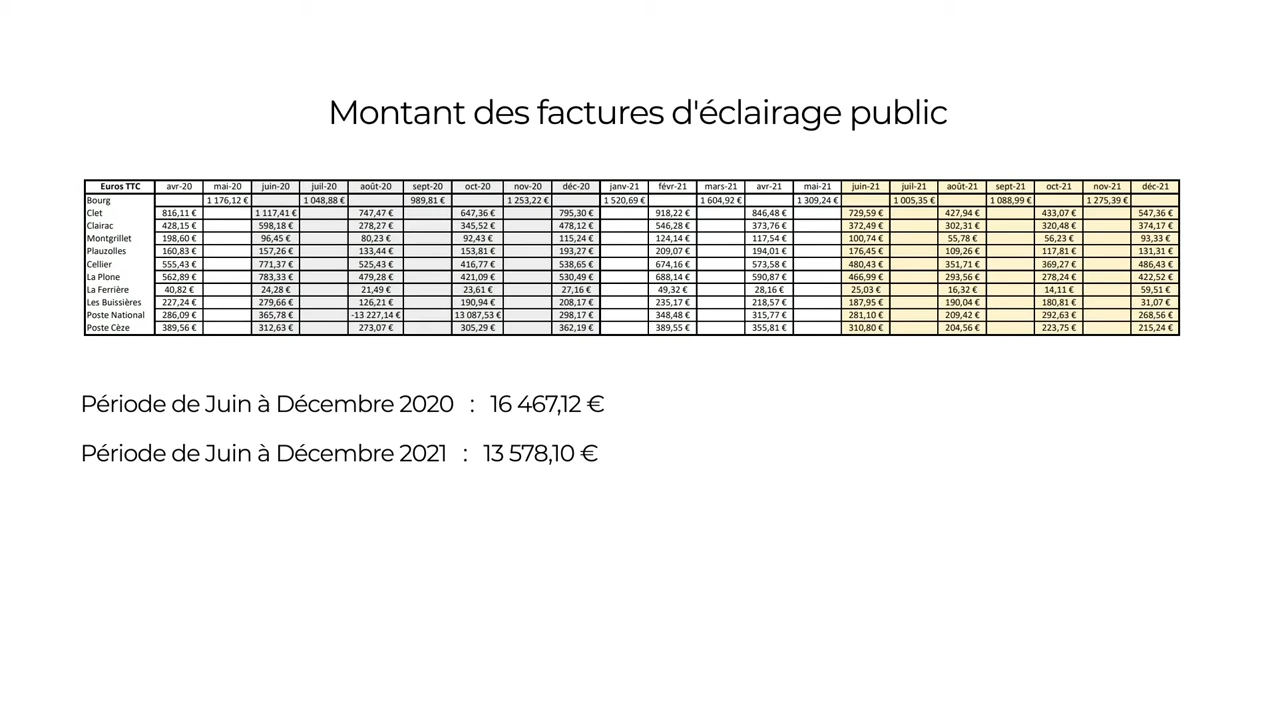 Montant des factures d'éclairage public
Euros TTC avr-20 mai-20 juin-20 juil-20 août-20 sept-20 oct-20 nov-20 déc-20 janv-21 févr-21 mars-21 avr-21 mai-21 juin-21 juil-21 août-21 sept-21 oct-21 nov-21 déc-21
Bourg 1 176,12 € 1 048,88 € 989,81 € 1 253,22 € 1 520,69 € 1 604,92 € 1 309,24 € 1 005,35 € 1 088,99 € 1 275,39 €
Clet 816,11 € 1 117,41 € 747,47 € 647,36 € 795,30 € 918,22 € 846,48 € 729,59 € 427,94 € 433,07 € 547,36 €
Clairac 428,15 € 598,18 € 278,27 € 345,52 € 478,12 € 546,28 € 373,76 € 372,49 € 302,31 € 320,48 € 374,17 €
Montgrillet 198,60 € 96,45 € 80,23 € 92,43 € 115,24 € 124,14 € 117,54 € 100,74 € 55,78 € 56,23 € 93,33 €
Plauzolles 160,83 € 157,26 € 133,44 € 153,81 € 193,27 € 209,07 € 194,01 € 176,45 € 109,26 € 117,81 € 131,31 €
Cellier 555,43 € 771,37 € 525,43 € 416,77 € 538,65 € 674,16 € 573,58 € 480,43 € 351,71 € 369,27 € 486,43 €
La Plone 562,89 € 783,33 € 479,28 € 421,09 € 530,49 € 688,14 € 590,87 € 466,99 € 293,56 € 278,24 € 422,52 €
La Ferrière 40,82 € 24,28 € 21,49 € 23,61 € 27,16 € 49,32 € 28,16 € 25,03 € 16,32 € 14,11 € 59,51 €
Les Buissières 227,24 € 279,66 € 126,21 € 190,94 € 208,17 € 235,17 € 218,57 € 187,95 € 190,04 € 180,81 € 31,07 €
Poste National 286,09 € 365,78 € -13 227,14 € 13 087,53 € 298,17 € 348,48 € 315,77 € 281,10 € 209,42 € 292,63 € 268,56 €
Poste Cèze 389,56 € 312,63 € 273,07 € 305,29 € 362,19 € 389,55 € 355,81 € 310,80 € 204,56 € 223,75 € 215,24 €
Période de Juin à Décembre 2020 : 16 467,12 €
Période de Juin à Décembre 2021 : 13 578,10 €